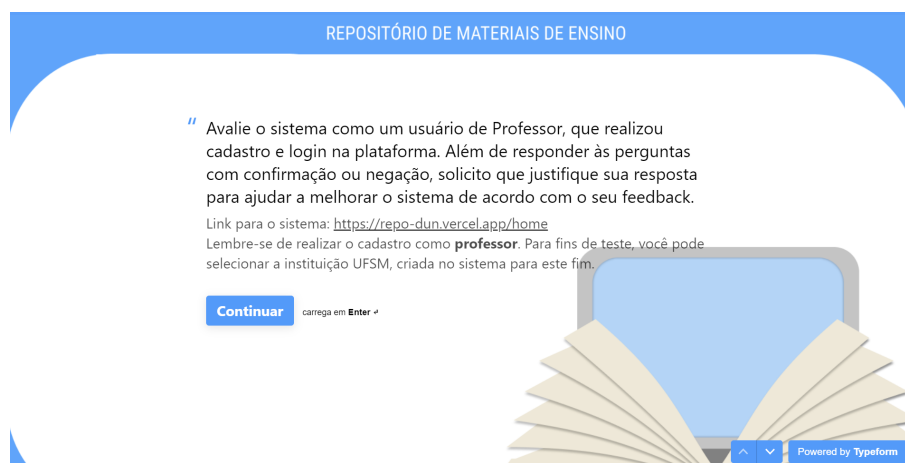 REPOSITÓRIO DE MATERIAIS DE ENSINO
“ Avalie o sistema como um usuário de Professor, que realizou
cadastro e login na plataforma. Além de responder às perguntas
com confirmação ou negação, solicito que justifique sua resposta
para ajudar a melhorar o sistema de acordo com o seu feedback.
Link para o sistema: https://repo-dun.vercel.app/home
Lembre-se de realizar o cadastro como professor. Para fins de teste, você pode
selecionar a instituição UFSM, criada no sistema para este fim.
Continuar carrega em Enter ↵
Powered by Typeform